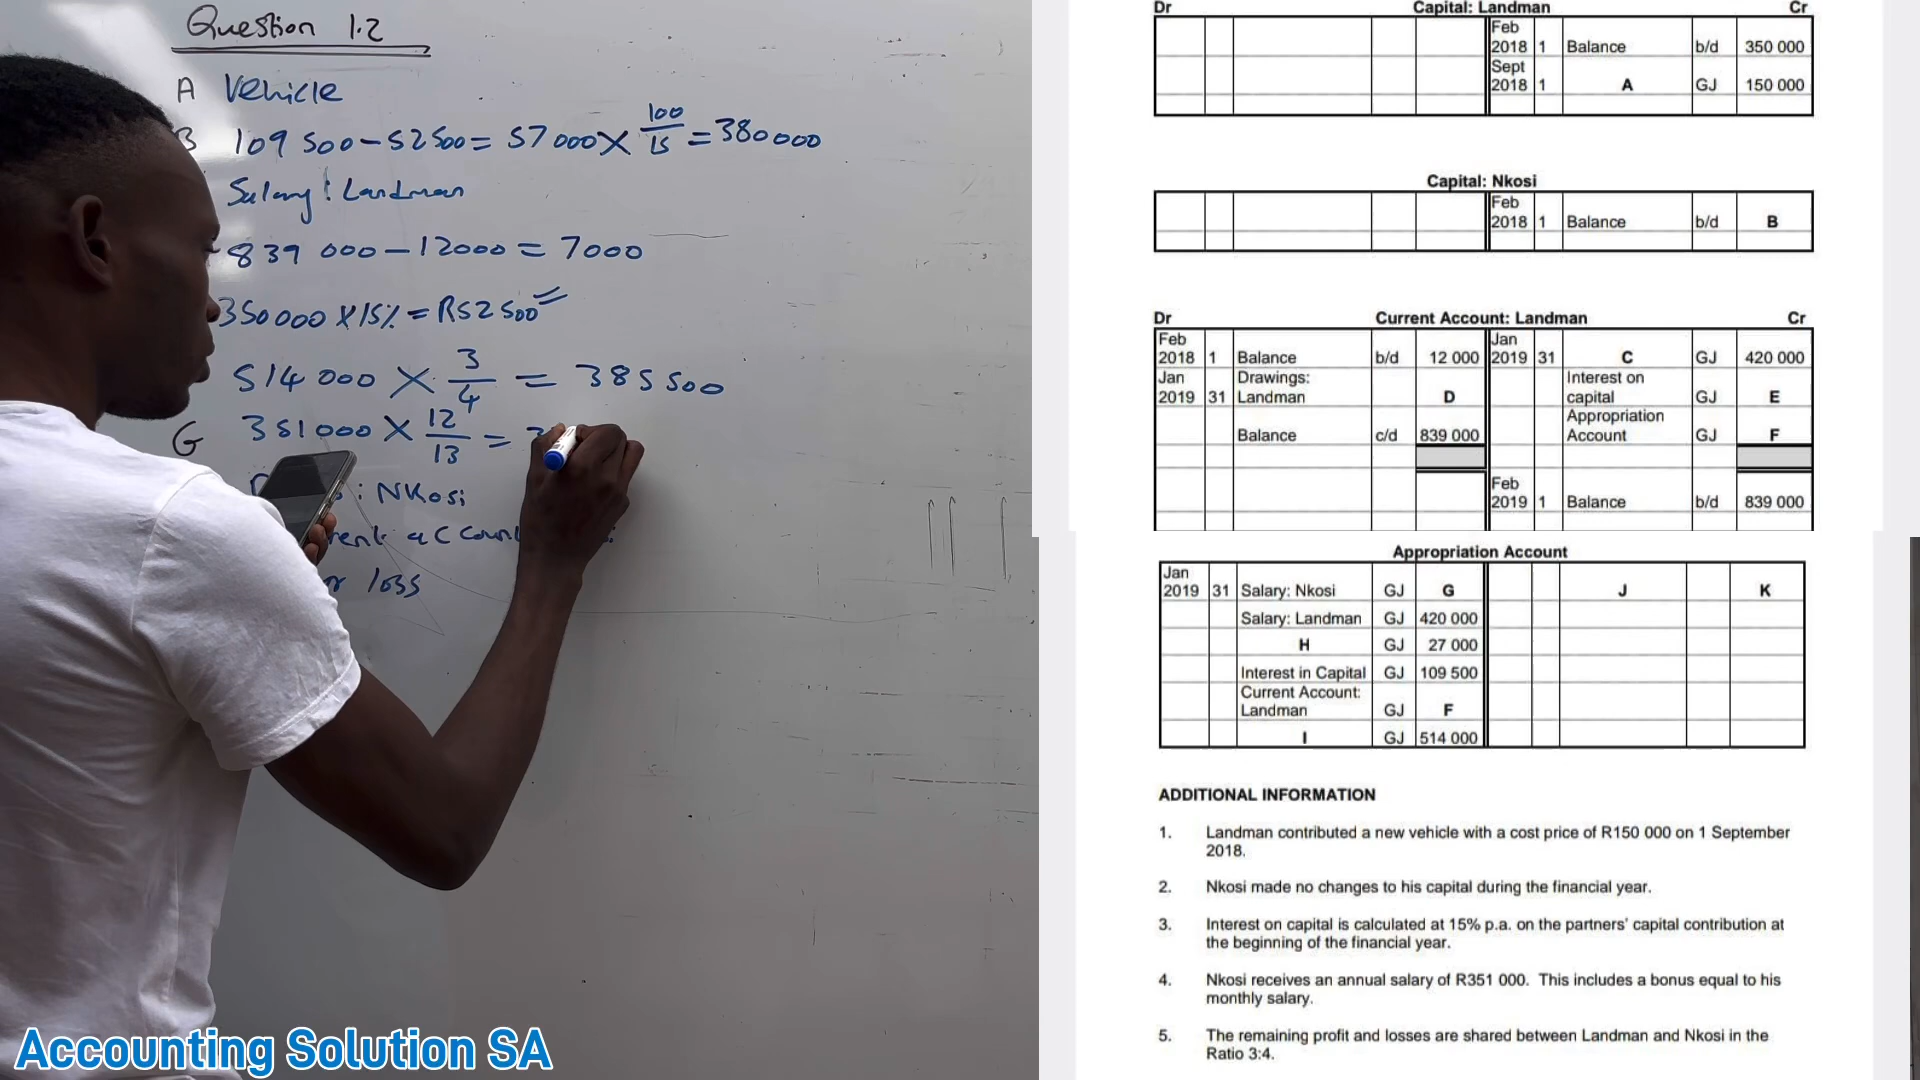 Question 1.2
A Vehicle
B 109 500 - 52 500 = 57 000 X 100/15 = 380 000
Salary: Landman
839 000 - 12000 = 7000
350 000 X 15% = R52 500
514 000 X 3/4 = 385 500
G 351 000 X 12/13 =
: NKosi
account
loss
Accounting Solution SA
Dr Capital: Landman Cr
Feb
2018 1 Balance b/d 350 000
Sept
2018 1 A GJ 150 000
Capital: Nkosi
Feb
2018 1 Balance b/d B
Dr Current Account: Landman Cr
Feb Jan
2018 1 Balance b/d 12 000 2019 31 C GJ 420 000
Jan Drawings: Interest on
2019 31 Landman D capital GJ E
Appropriation
Balance c/d 839 000 Account GJ F
Feb
2019 1 Balance b/d 839 000
Appropriation Account
Jan
2019 31 Salary: Nkosi GJ G J K
Salary: Landman GJ 420 000
H GJ 27 000
Interest in Capital GJ 109 500
Current Account:
Landman GJ F
I GJ 514 000
ADDITIONAL INFORMATION
1. Landman contributed a new vehicle with a cost price of R150 000 on 1 September
2018.
2. Nkosi made no changes to his capital during the financial year.
3. Interest on capital is calculated at 15% p.a. on the partners' capital contribution at
the beginning of the financial year.
4. Nkosi receives an annual salary of R351 000. This includes a bonus equal to his
monthly salary.
5. The remaining profit and losses are shared between Landman and Nkosi in the
Ratio 3:4.